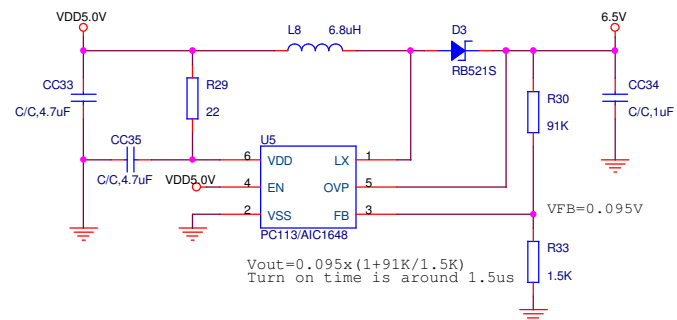 VDD5.0V
L8 6.8uH
D3
6.5V
RB521S
CC33
C/C,4.7uF
R29
22
CC34
C/C,1uF
R30
91K
CC35
C/C,4.7uF
U5
6 VDD LX 1
VDD5.0V
4 EN OVP 5
2 VSS FB 3
VFB=0.095V
PC113/AIC1648
R33
1.5K
Vout=0.095x(1+91K/1.5K)
Turn on time is around 1.5us